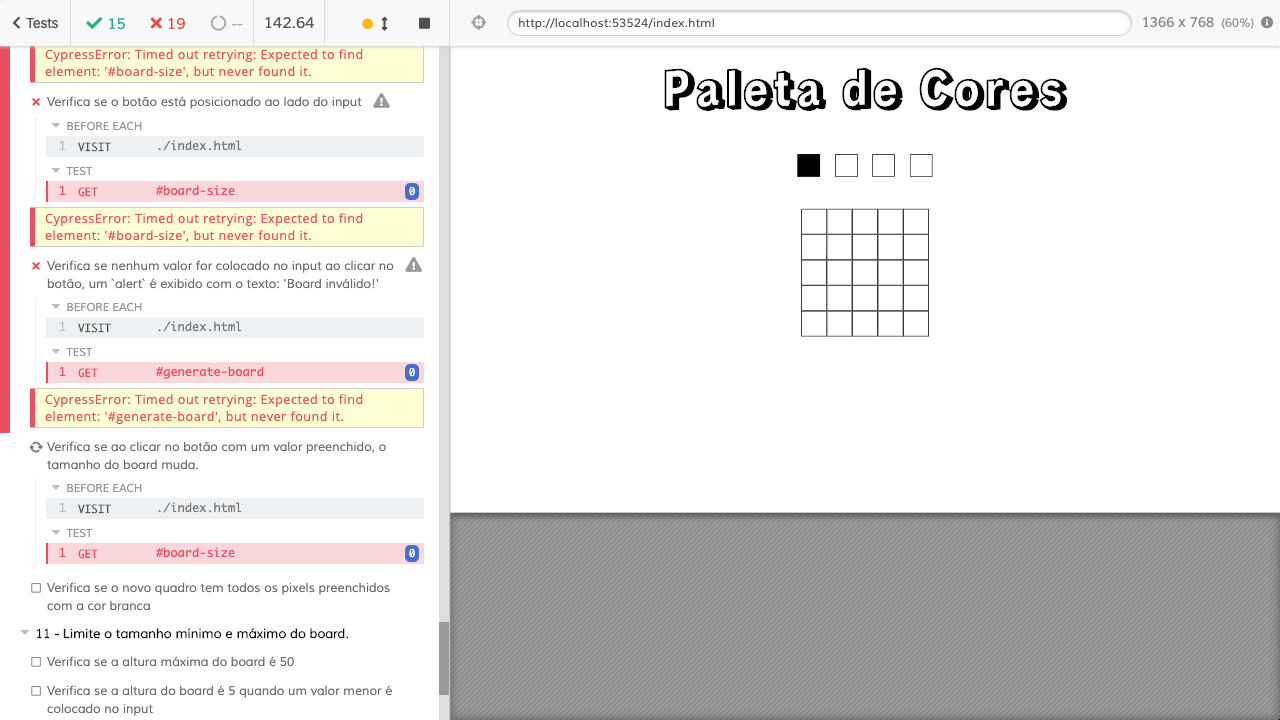 Tests
15
19
--
142.64
http://localhost:53524/index.html
1366 x 768 (60%)
CypressError: Timed out retrying: Expected to find
element: '#board-size', but never found it.
Verifica se o botão está posicionado ao lado do input
BEFORE EACH
1 VISIT ./index.html
TEST
1 GET #board-size 0
CypressError: Timed out retrying: Expected to find
element: '#board-size', but never found it.
Verifica se nenhum valor for colocado no input ao clicar no
botão, um `alert` é exibido com o texto: 'Board inválido!'
BEFORE EACH
1 VISIT ./index.html
TEST
1 GET #generate-board 0
CypressError: Timed out retrying: Expected to find
element: '#generate-board', but never found it.
Verifica se ao clicar no botão com um valor preenchido, o
tamanho do board muda.
BEFORE EACH
1 VISIT ./index.html
TEST
1 GET #board-size 0
Verifica se o novo quadro tem todos os pixels preenchidos
com a cor branca
11 - Limite o tamanho mínimo e máximo do board.
Verifica se a altura máxima do board é 50
Verifica se a altura do board é 5 quando um valor menor é
colocado no input
Paleta de Cores